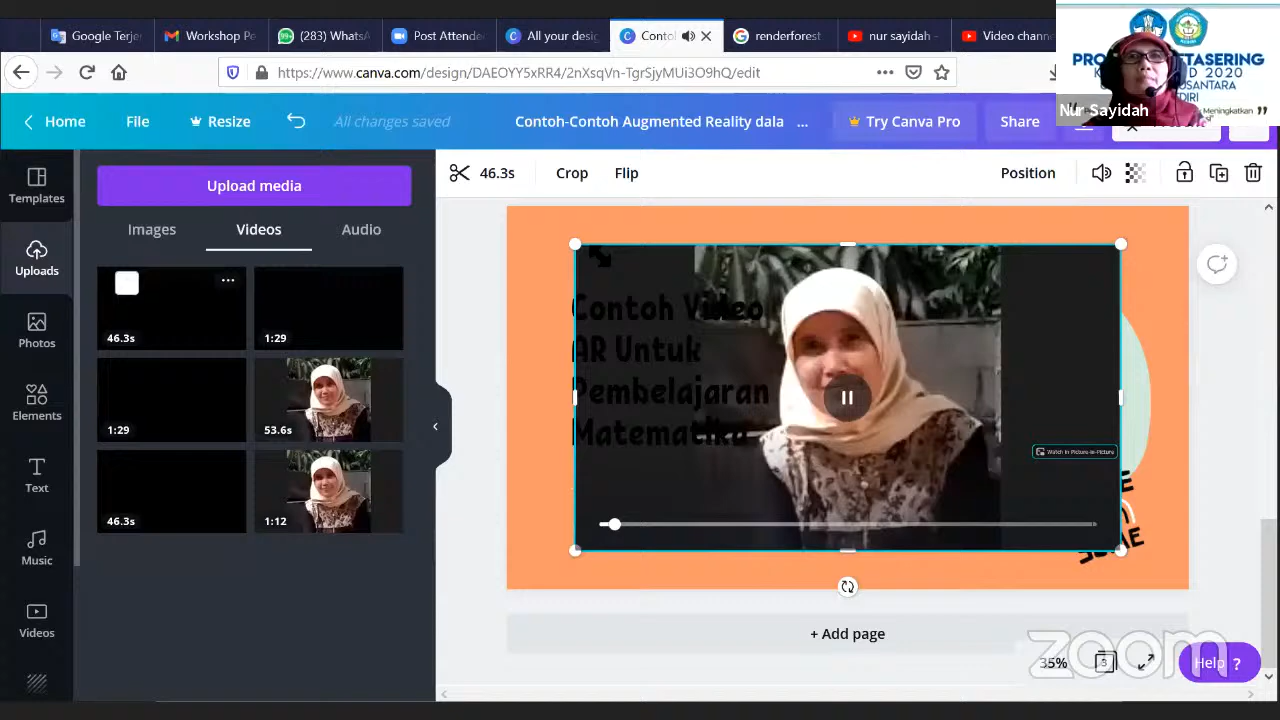 Google Terje
Workshop Pe
(283) WhatsA
Post Attende
All your desig
Conto
renderforest
nur sayidah -
Video channe
https://www.canva.com/design/DAEOYY5xRR4/2nXsqVn-TgrSjyMUi3O9hQ/edit
D 2020
Nur Sayidah
Home
File
Resize
All changes saved
Contoh-Contoh Augmented Reality dala ...
Try Canva Pro
Share
Templates
Uploads
Photos
Elements
Text
Music
Videos
Upload media
Images
Videos
Audio
46.3s
1:29
1:29
53.6s
46.3s
1:12
46.3s
Crop
Flip
Position
Contoh Video
AR Untuk
Pembelajaran
Matematika
Watch in Picture-in-Picture
+ Add page
35%
Help ?
zoom